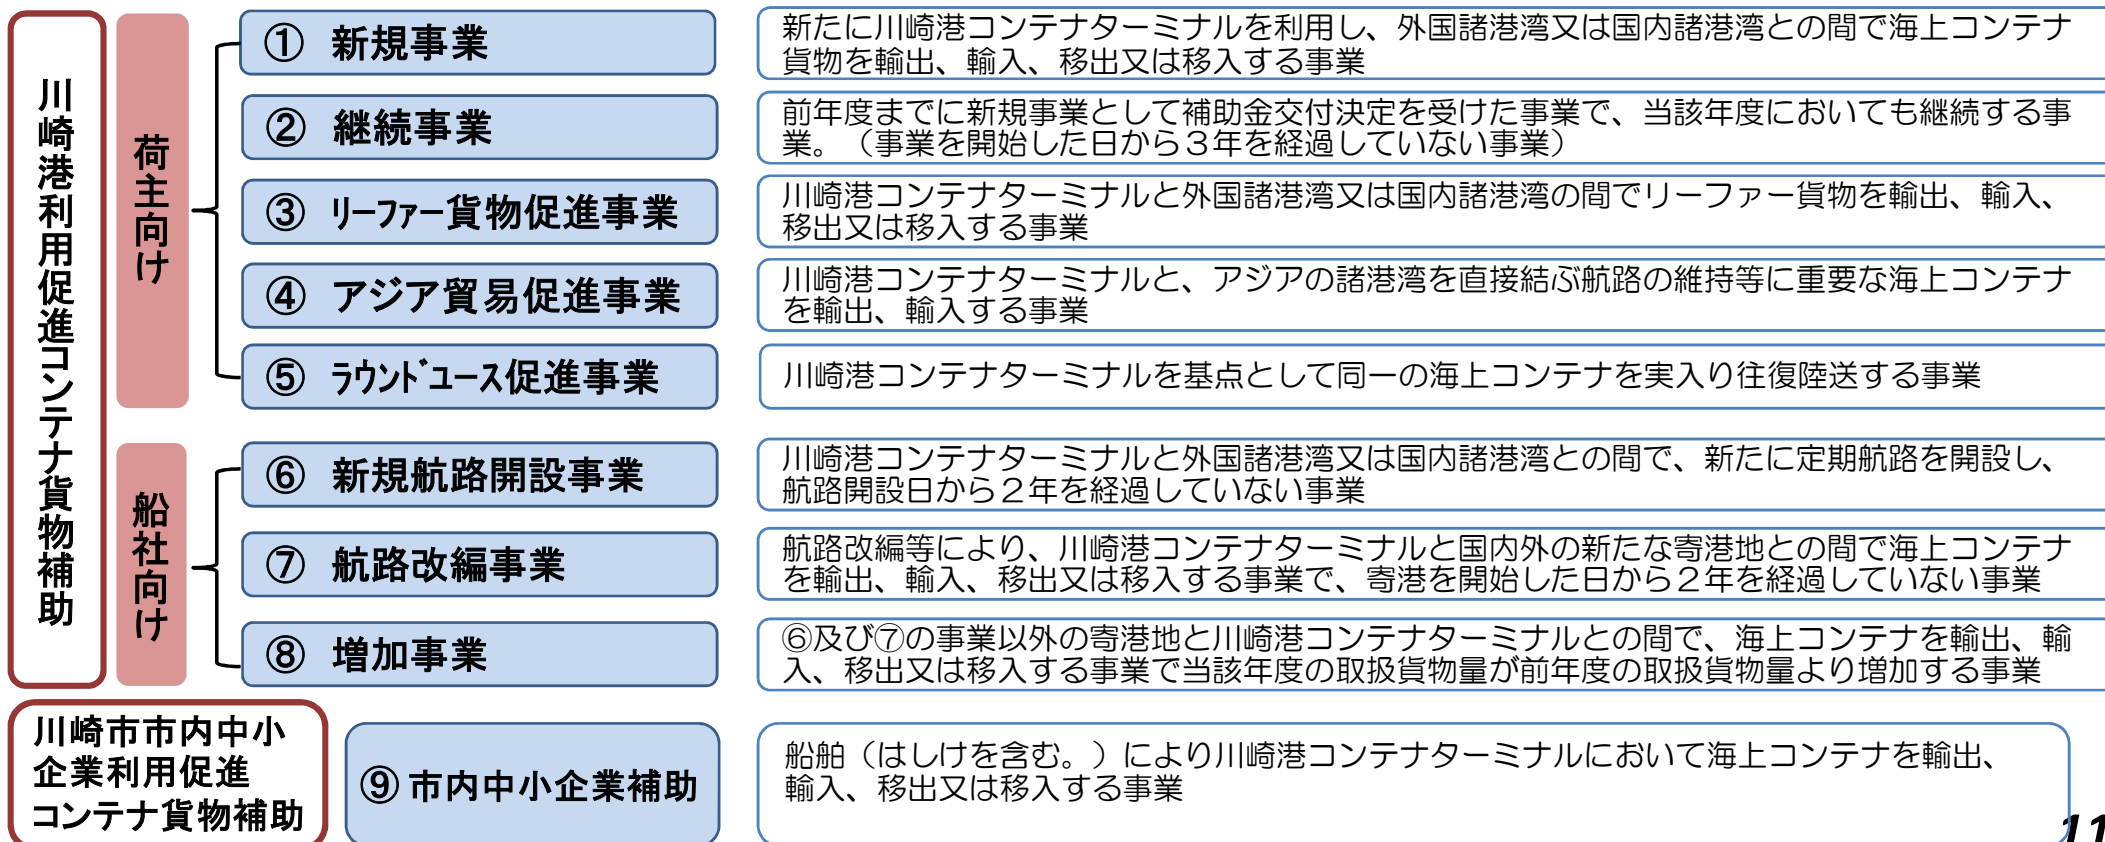 川崎港利用促進コンテナ貨物補助
荷主向け
① 新規事業
新たに川崎港コンテナターミナルを利用し、外国諸港湾又は国内諸港湾との間で海上コンテナ
貨物を輸出、輸入、移出又は移入する事業
② 継続事業
前年度までに新規事業として補助金交付決定を受けた事業で、当該年度においても継続する事
業。（事業を開始した日から３年を経過していない事業）
③ リーファー貨物促進事業
川崎港コンテナターミナルと外国諸港湾又は国内諸港湾の間でリーファー貨物を輸出、輸入、
移出又は移入する事業
④ アジア貿易促進事業
川崎港コンテナターミナルと、アジアの諸港湾を直接結ぶ航路の維持等に重要な海上コンテナ
を輸出、輸入する事業
⑤ ラウンドユース促進事業
川崎港コンテナターミナルを基点として同一の海上コンテナを実入り往復陸送する事業
船社向け
⑥ 新規航路開設事業
川崎港コンテナターミナルと外国諸港湾又は国内諸港湾との間で、新たに定期航路を開設し、
航路開設日から２年を経過していない事業
⑦ 航路改編事業
航路改編等により、川崎港コンテナターミナルと国内外の新たな寄港地との間で海上コンテナ
を輸出、輸入、移出又は移入する事業で、寄港を開始した日から２年を経過していない事業
⑧ 増加事業
⑥及び⑦の事業以外の寄港地と川崎港コンテナターミナルとの間で、海上コンテナを輸出、輸
入、移出又は移入する事業で当該年度の取扱貨物量が前年度の取扱貨物量より増加する事業
川崎市市内中小
企業利用促進
コンテナ貨物補助
⑨ 市内中小企業補助
船舶（はしけを含む。）により川崎港コンテナターミナルにおいて海上コンテナを輸出、
輸入、移出又は移入する事業
11